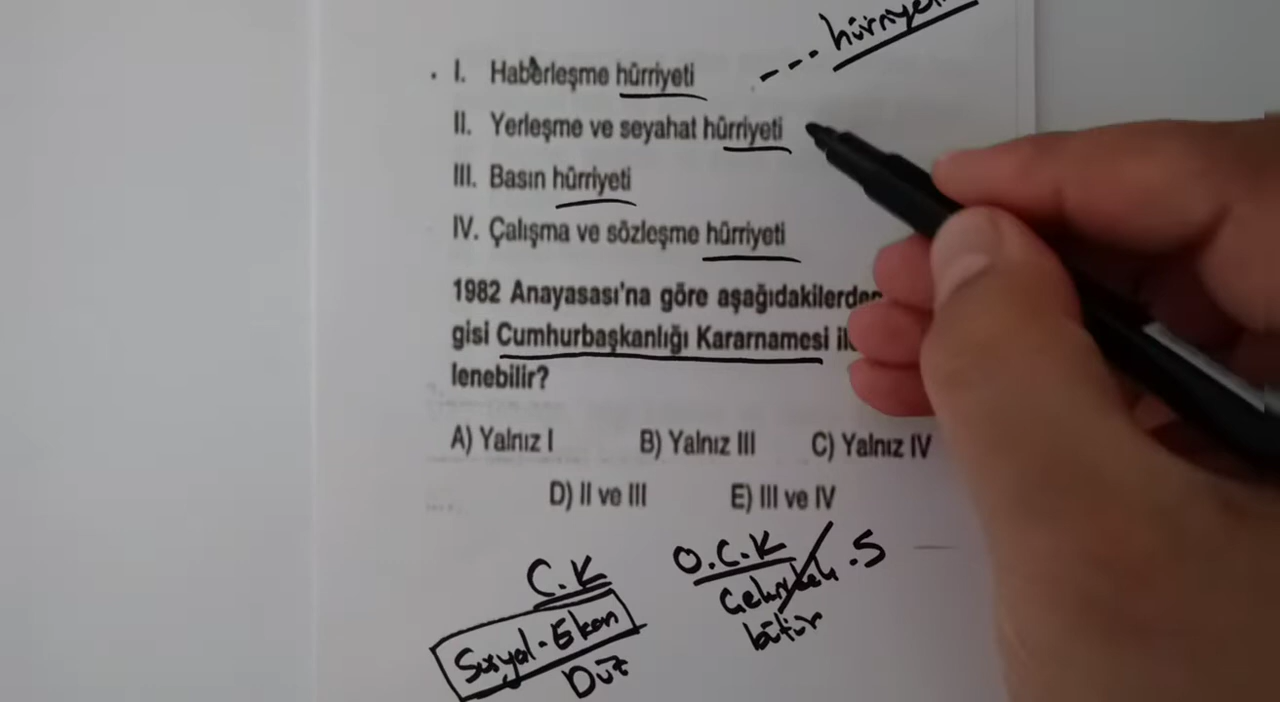 hürriyet
I. Haberleşme hürriyeti
II. Yerleşme ve seyahat hürriyeti
III. Basın hürriyeti
IV. Çalışma ve sözleşme hürriyeti
1982 Anayasası'na göre aşağıdakilerden
gisi Cumhurbaşkanlığı Kararnamesi
lenebilir?
A) Yalnız I B) Yalnız III C) Yalnız IV
D) II ve III E) III ve IV
C.K O.C.K
Sosyal-Ekon
Düz